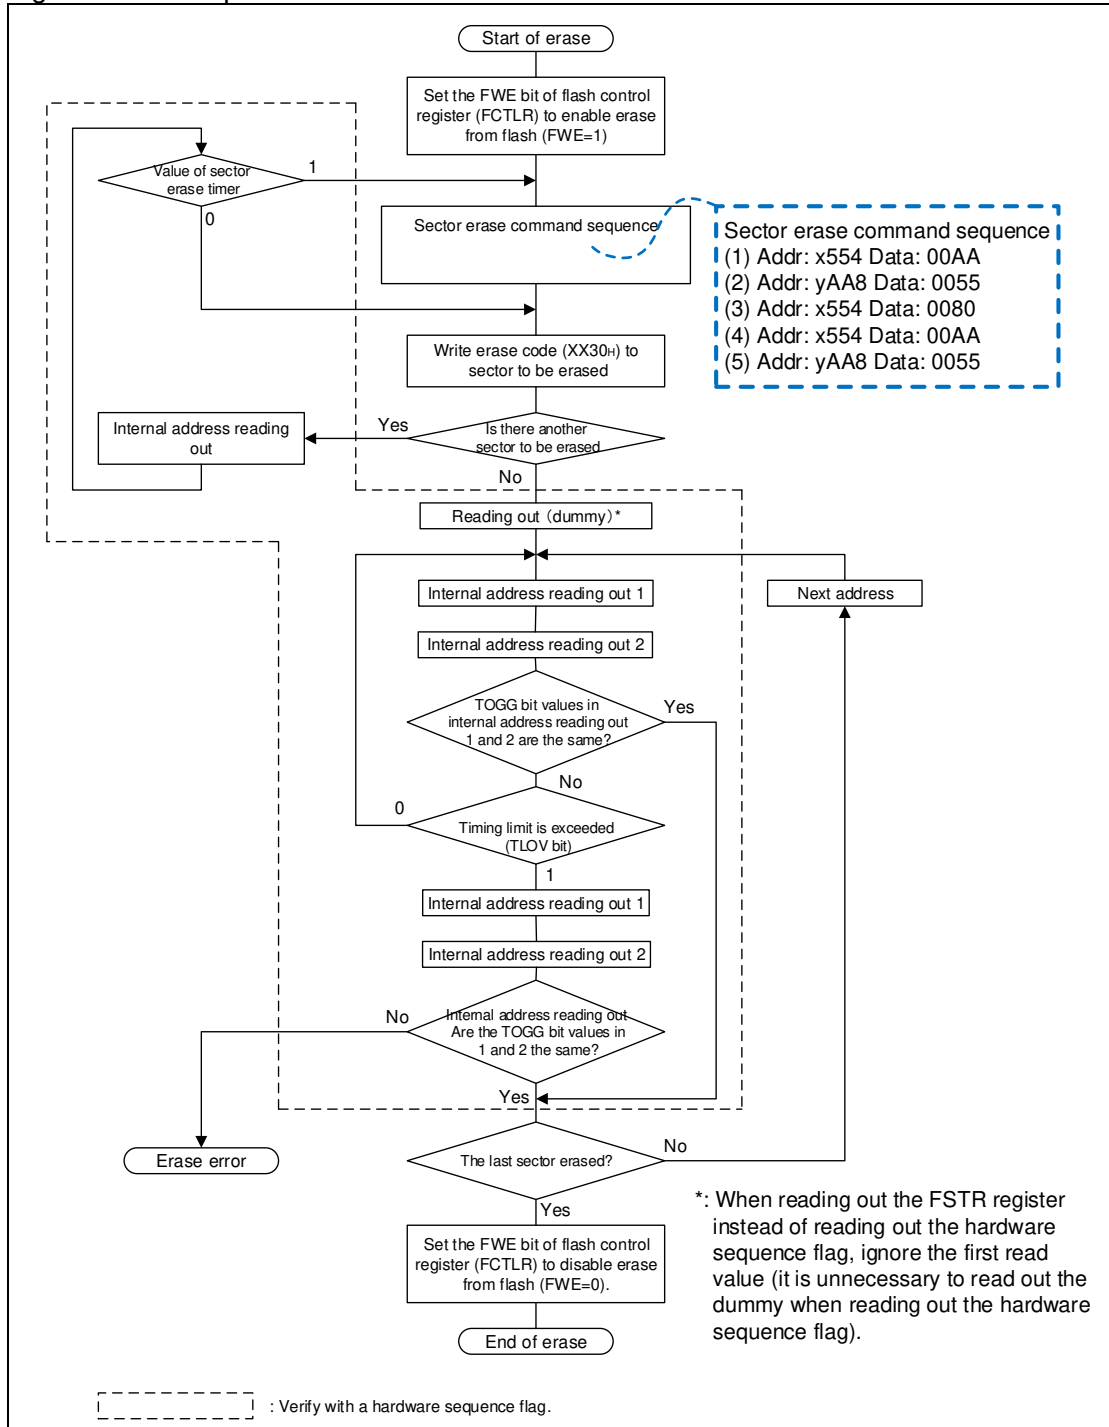 Start of erase
Set the FWE bit of flash control
register (FCTLR) to enable erase
from flash (FWE=1)
Value of sector
erase timer
1
0
Sector erase command sequence
Sector erase command sequence
(1) Addr: x554 Data: 00AA
(2) Addr: yAA8 Data: 0055
(3) Addr: x554 Data: 0080
(4) Addr: x554 Data: 00AA
(5) Addr: yAA8 Data: 0055
Write erase code (XX30H) to
sector to be erased
Internal address reading
out
Yes
Is there another
sector to be erased
No
Reading out (dummy)*
Internal address reading out 1
Next address
Internal address reading out 2
TOGG bit values in
internal address reading out
1 and 2 are the same?
Yes
No
0
Timing limit is exceeded
(TLOV bit)
1
Internal address reading out 1
Internal address reading out 2
No
Internal address reading out
Are the TOGG bit values in
1 and 2 the same?
Yes
Erase error
The last sector erased?
No
Yes
Set the FWE bit of flash control
register (FCTLR) to disable erase
from flash (FWE=0).
End of erase
*: When reading out the FSTR register
instead of reading out the hardware
sequence flag, ignore the first read
value (it is unnecessary to read out the
dummy when reading out the hardware
sequence flag).
: Verify with a hardware sequence flag.